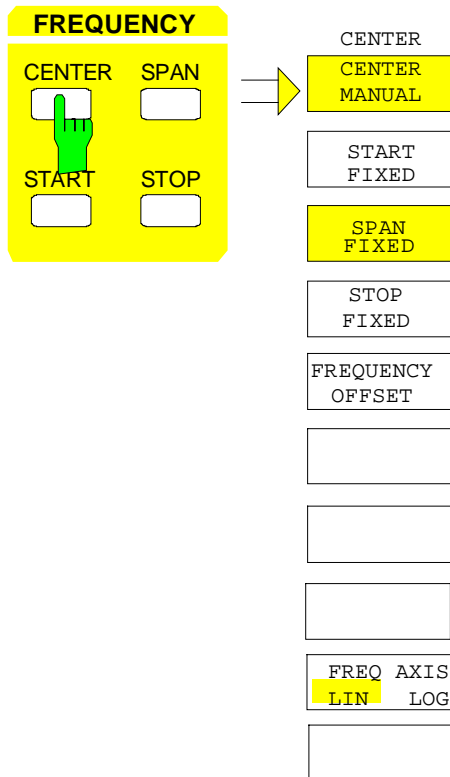 FREQUENCY
CENTER SPAN
START STOP
CENTER
CENTER
MANUAL
START
FIXED
SPAN
FIXED
STOP
FIXED
FREQUENCY
OFFSET
FREQ AXIS
LIN LOG